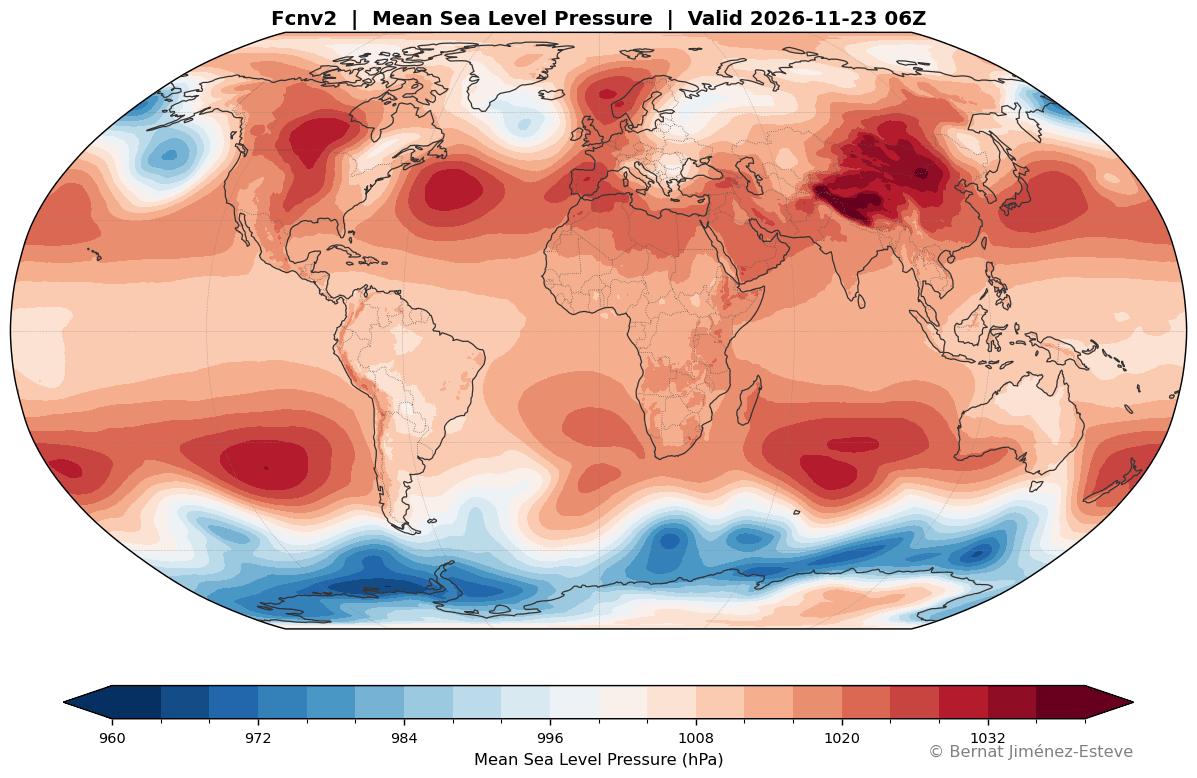 Fcnv2 | Mean Sea Level Pressure | Valid 2026-11-23 06Z
960 972 984 996 1008 1020 1032
Mean Sea Level Pressure (hPa)
© Bernat Jiménez-Esteve